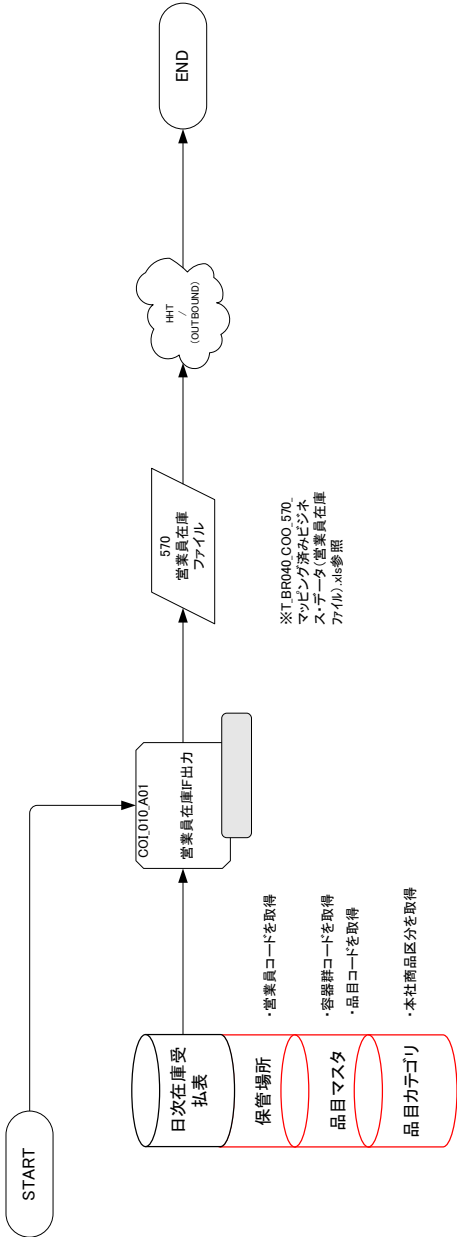 START
日次在庫受
払表
保管場所
・営業員コードを取得
品目マスタ
・容器群コードを取得
・品目コードを取得
品目カテゴリ
・本社商品区分を取得
COI_010_A01
営業員在庫IF出力
570
営業員在庫
ファイル
※T_BR040_COO_570_
マッピング済みビジネ
ス・データ(営業員在庫
ファイル).xls参照
HHT
/
(OUTBOUND)
END